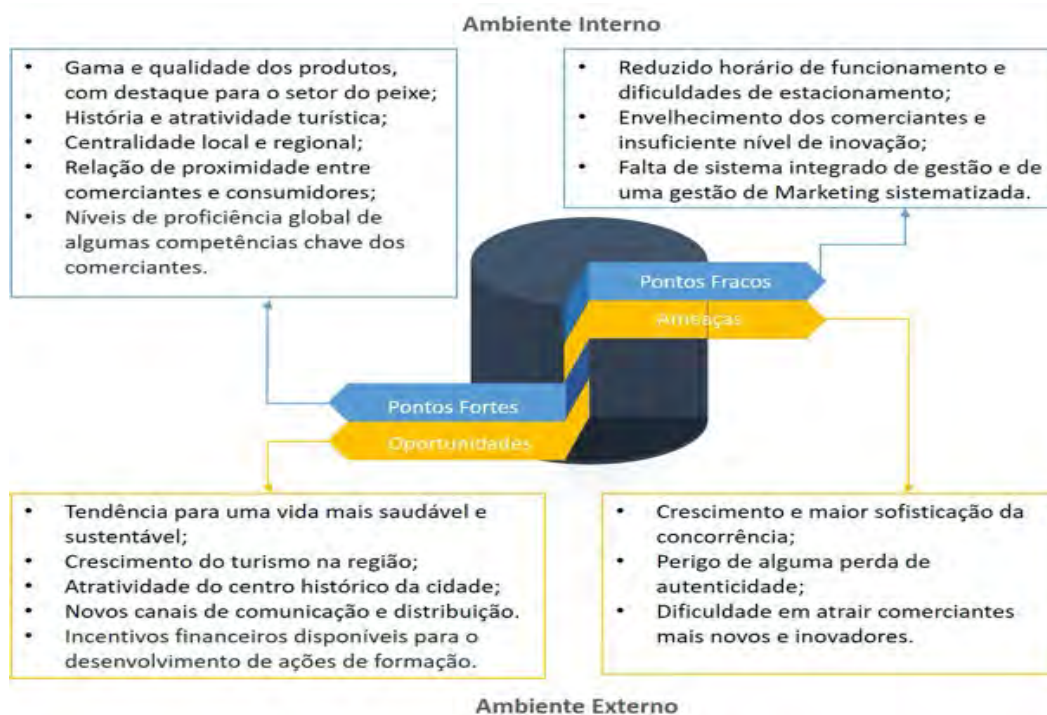 Ambiente Interno
• Gama e qualidade dos produtos,
com destaque para o setor do peixe;
• História e atratividade turística;
• Centralidade local e regional;
• Relação de proximidade entre
comerciantes e consumidores;
• Níveis de proficiência global de
algumas competências chave dos
comerciantes.
• Reduzido horário de funcionamento e
dificuldades de estacionamento;
• Envelhecimento dos comerciantes e
insuficiente nível de inovação;
• Falta de sistema integrado de gestão e de
uma gestão de Marketing sistematizada.
Pontos Fracos
Ameaças
Pontos Fortes
Oportunidades
• Tendência para uma vida mais saudável e
sustentável;
• Crescimento do turismo na região;
• Atratividade do centro histórico da cidade;
• Novos canais de comunicação e distribuição.
• Incentivos financeiros disponíveis para o
desenvolvimento de ações de formação.
• Crescimento e maior sofisticação da
concorrência;
• Perigo de alguma perda de
autenticidade;
• Dificuldade em atrair comerciantes
mais novos e inovadores.
Ambiente Externo